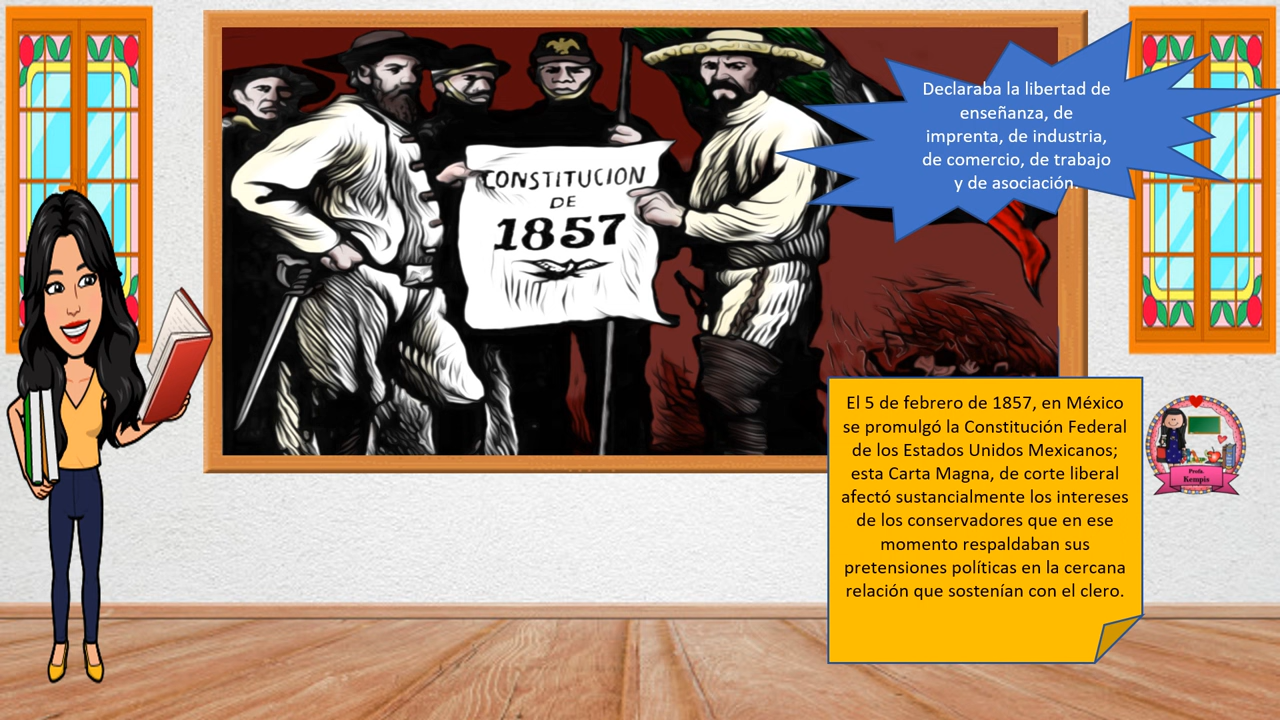 Declaraba la libertad de
enseñanza, de
imprenta, de industria,
de comercio, de trabajo
y de asociación.
CONSTITUCION
DE
1857
El 5 de febrero de 1857, en México
se promulgó la Constitución Federal
de los Estados Unidos Mexicanos;
esta Carta Magna, de corte liberal
afectó sustancialmente los intereses
de los conservadores que en ese
momento respaldaban sus
pretensiones políticas en la cercana
relación que sostenían con el clero.
Profa.
Kempis